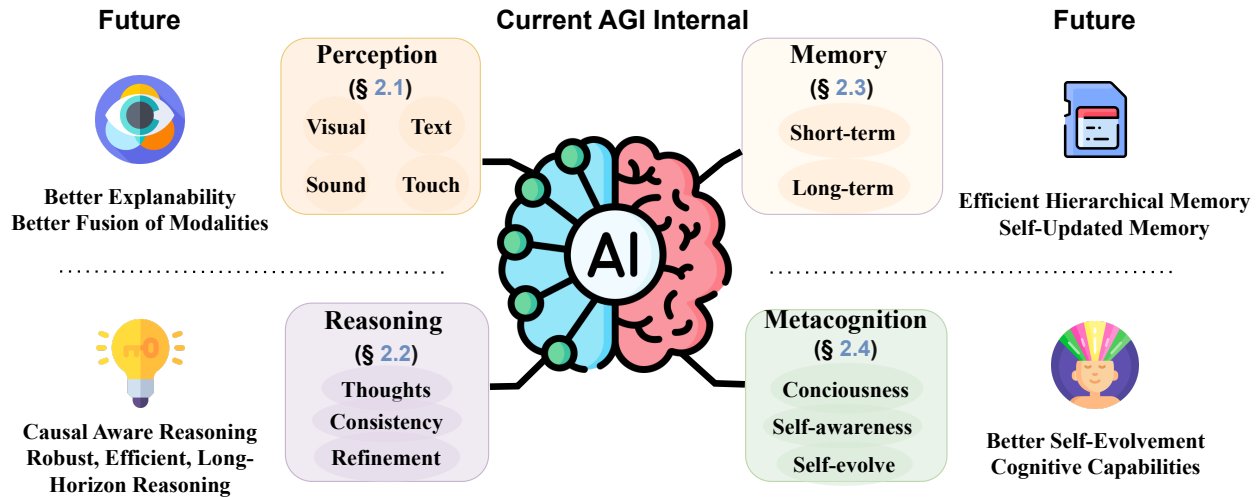 Future
Current AGI Internal
Future
Perception
(§ 2.1)
Visual
Text
Sound
Touch
Better Explanability
Better Fusion of Modalities
Memory
(§ 2.3)
Short-term
Long-term
Efficient Hierarchical Memory
Self-Updated Memory
AI
Reasoning
(§ 2.2)
Thoughts
Consistency
Refinement
Causal Aware Reasoning
Robust, Efficient, Long-
Horizon Reasoning
Metacognition
(§ 2.4)
Conciousness
Self-awareness
Self-evolve
Better Self-Evolvement
Cognitive Capabilities